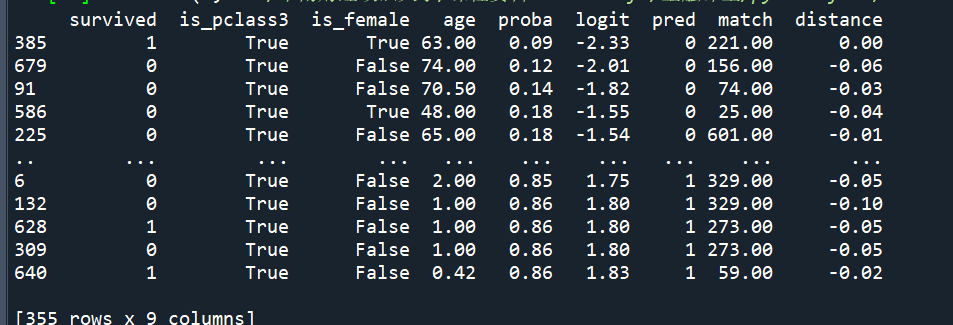 survived is_pclass3 is_female age proba logit pred match distance
385 1 True True 63.00 0.09 -2.33 0 221.00 0.00
679 0 True False 74.00 0.12 -2.01 0 156.00 -0.06
91 0 True False 70.50 0.14 -1.82 0 74.00 -0.03
586 0 True True 48.00 0.18 -1.55 0 25.00 -0.04
225 0 True False 65.00 0.18 -1.54 0 601.00 -0.01
.. ... ... ... ... ... ... ... ... ...
6 0 True False 2.00 0.85 1.75 1 329.00 -0.05
132 0 True False 1.00 0.86 1.80 1 329.00 -0.10
628 1 True False 1.00 0.86 1.80 1 273.00 -0.05
309 0 True False 1.00 0.86 1.80 1 273.00 -0.05
640 1 True False 0.42 0.86 1.83 1 59.00 -0.02
[355 rows x 9 columns]